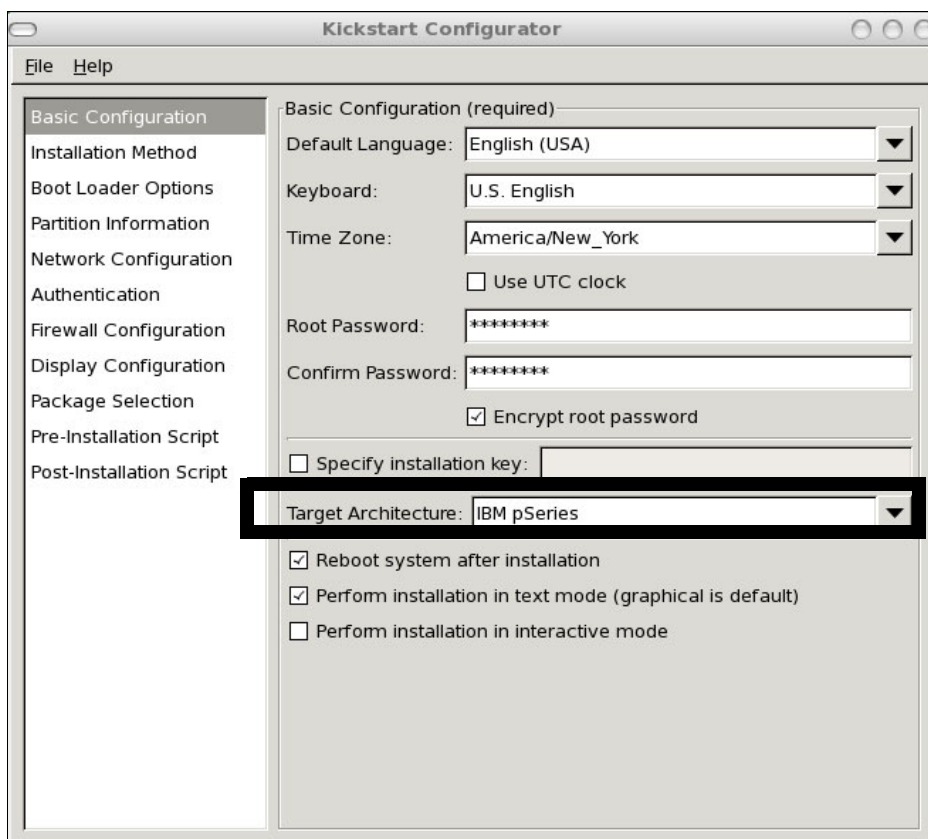 Kickstart Configurator
File Help
Basic Configuration
Installation Method
Boot Loader Options
Partition Information
Network Configuration
Authentication
Firewall Configuration
Display Configuration
Package Selection
Pre-Installation Script
Post-Installation Script
Basic Configuration (required)
Default Language: English (USA)
Keyboard: U.S. English
Time Zone: America/New_York
Use UTC clock
Root Password: ********
Confirm Password: ********
Encrypt root password
Specify installation key:
Target Architecture: IBM pSeries
Reboot system after installation
Perform installation in text mode (graphical is default)
Perform installation in interactive mode